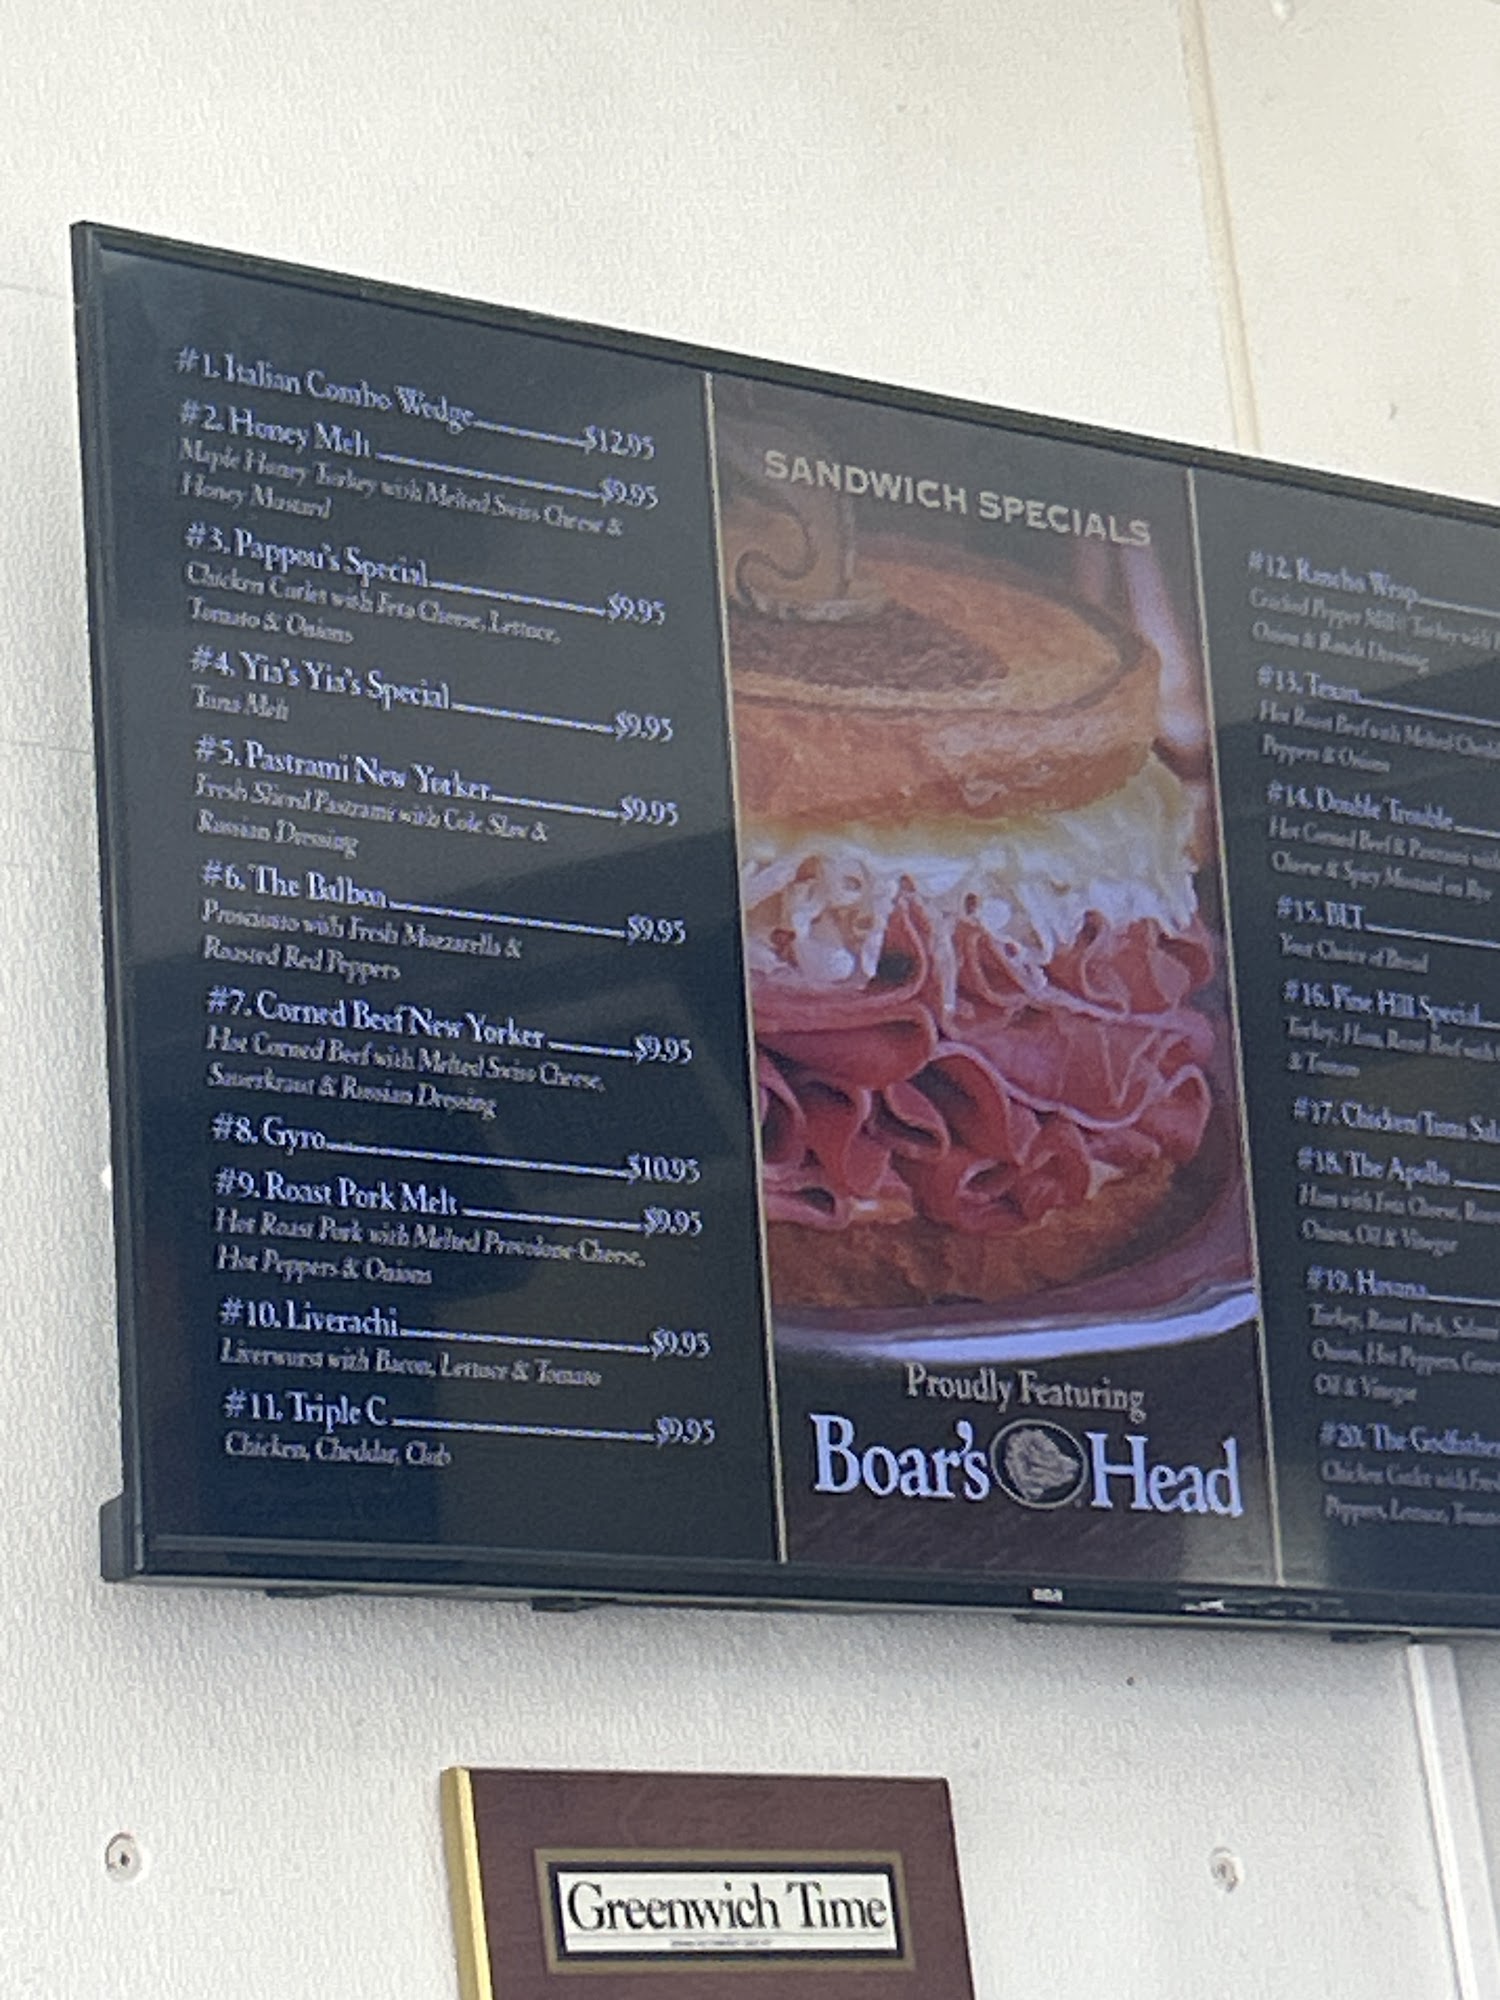 #1. Italian Combo Wedge $12.95
#2. Honey Melt $9.95
Maple Honey Turkey with Melted Swiss Cheese &
Honey Mustard
#3. Pappou's Special $9.95
Chicken Cutlet with Feta Cheese, Lettuce,
Tomato & Onions
#4. Yia's Yia's Special $9.95
Tuna Melt
#5. Pastrami New Yorker $9.95
Fresh Sliced Pastrami with Cole Slaw &
Russian Dressing
#6. The Balboa $9.95
Prosciutto with Fresh Mozzarella &
Roasted Red Peppers
#7. Corned Beef New Yorker $9.95
Hot Corned Beef with Melted Swiss Cheese,
Sauerkraut & Russian Dressing
#8. Gyro $10.95
#9. Roast Pork Melt $9.95
Hot Roast Pork with Melted Provolone Cheese,
Hot Peppers & Onions
#10. Liverachi $9.95
Liverwurst with Bacon, Lettuce & Tomato
#11. Triple C $9.95
Chicken, Cheddar, Club
SANDWICH SPECIALS
Proudly Featuring
Boar's Head
#12. Rancho Wrap
Cracked Pepper Mill Turkey with
Onion & Ranch Dressing
#13. Texan
Hot Roast Beef with Melted
Peppers & Onions
#14. Double Trouble
Hot Corned Beef & Pastrami with
Cheese & Spicy Mustard on Rye
#15. BLT
Your Choice of Bread
#16. Pine Hill Special
Turkey, Ham, Roast Beef with
&
#17. Chicken/Tuna
#18. The Apollo
Ham with Feta Cheese,
Onion, Oil & Vinegar
#19. Havana
Turkey, Roast Pork,
Onion, Hot Peppers,
Oil & Vinegar
#20. The Godfather
Chicken Cutlet with
Peppers, Lettuce,
Greenwich Time